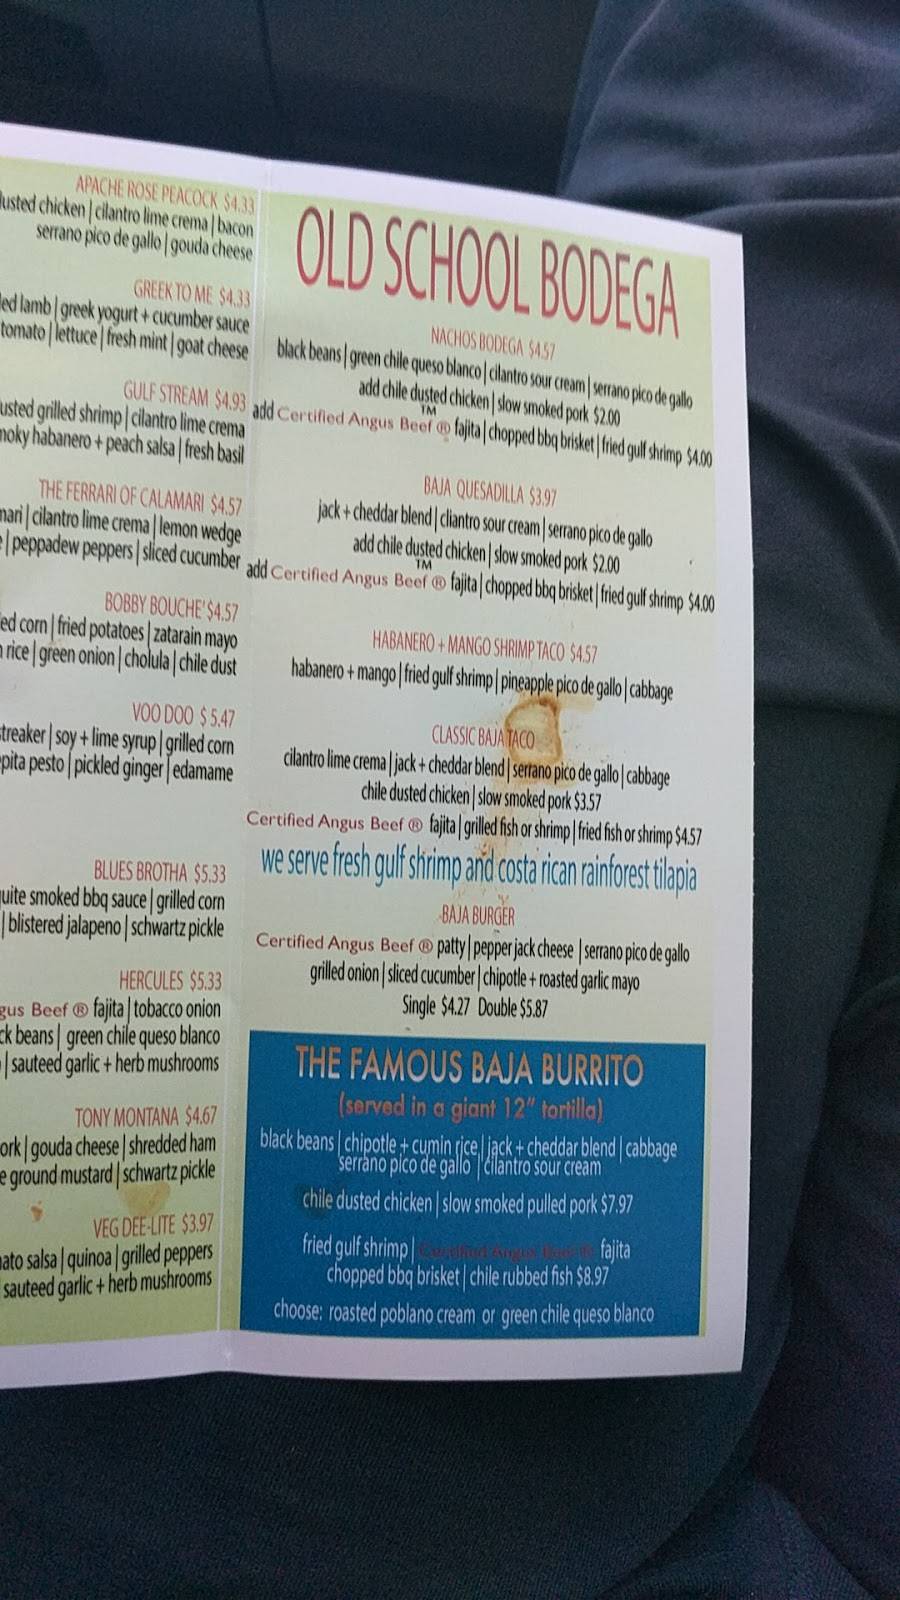 APACHE ROSE PEACOCK $4.33
dusted chicken | cilantro lime crema | bacon
serrano pico de gallo | gouda cheese
GREEK TO ME $4.33
lamb | greek yogurt + cucumber sauce
tomato | lettuce | fresh mint | goat cheese
GULF STREAM $4.93
grilled shrimp | cilantro lime crema
habanero + peach salsa | fresh basil
THE FERRARI OF CALAMARI $4.57
| cilantro lime crema | lemon wedge
| peppadew peppers | sliced cucumber
BOBBY BOUCHE' $4.57
corn | fried potatoes | zatarain mayo
rice | green onion | cholula | chile dust
VOO DOO $ 5.47
| soy + lime syrup | grilled corn
pesto | pickled ginger | edamame
BLUES BROTHA $5.33
smoked bbq sauce | grilled corn
| blistered jalapeno | schwartz pickle
HERCULES $5.33
Beef ® fajita | tobacco onion
beans | green chile queso blanco
| sauteed garlic + herb mushrooms
TONY MONTANA $4.67
| gouda cheese | shredded ham
ground mustard | schwartz pickle
VEG DEE-LITE $3.97
salsa | quinoa | grilled peppers
sauteed garlic + herb mushrooms
OLD SCHOOL BODEGA
NACHOS BODEGA $4.57
black beans | green chile queso blanco | cilantro sour cream | serrano pico de gallo
add chile dusted chicken | slow smoked pork $2.00
add Certified Angus Beef ®™ fajita | chopped bbq brisket | fried gulf shrimp $4.00
BAJA QUESADILLA $3.97
jack + cheddar blend | cliantro sour cream | serrano pico de gallo
add chile dusted chicken | slow smoked pork $2.00
add Certified Angus Beef ™® fajita | chopped bbq brisket | fried gulf shrimp $4.00
HABANERO + MANGO SHRIMP TACO $4.57
habanero + mango | fried gulf shrimp | pineapple pico de gallo | cabbage
CLASSIC BAJA TACO
cilantro lime crema | jack + cheddar blend | serrano pico de gallo | cabbage
chile dusted chicken | slow smoked pork $3.57
Certified Angus Beef ® fajita | grilled fish or shrimp | fried fish or shrimp $4.57
we serve fresh gulf shrimp and costa rican rainforest tilapia
BAJA BURGER
Certified Angus Beef ® patty | pepper jack cheese | serrano pico de gallo
grilled onion | sliced cucumber | chipotle + roasted garlic mayo
Single $4.27 Double $5.87
THE FAMOUS BAJA BURRITO
(served in a giant 12" tortilla)
black beans | chipotle + cumin rice | jack + cheddar blend | cabbage
serrano pico de gallo | cilantro sour cream
chile dusted chicken | slow smoked pulled pork $7.97
fried gulf shrimp | Certified Angus Beef ® fajita
chopped bbq brisket | chile rubbed fish $8.97
choose: roasted poblano cream or green chile queso blanco